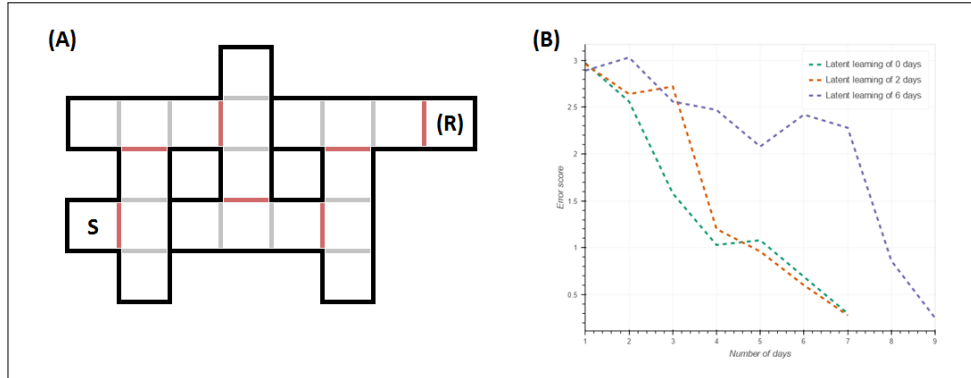 (A)
(R)
S
(B)
Latent learning of 0 days
Latent learning of 2 days
Latent learning of 6 days
Error score
3
2.5
2
1.5
1
0.5
1 2 3 4 5 6 7 8 9
Number of days